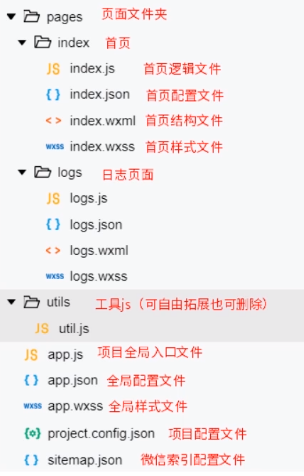 pages 页面文件夹
index 首页
JS index.js 首页逻辑文件
{ } index.json 首页配置文件
< > index.wxml 首页结构文件
wxss index.wxss 首页样式文件
logs 日志页面
JS logs.js
{ } logs.json
< > logs.wxml
wxss logs.wxss
utils 工具js（可自由拓展也可删除）
JS util.js
JS app.js 项目全局入口文件
{ } app.json 全局配置文件
wxss app.wxss 全局样式文件
{o} project.config.json 项目配置文件
{ } sitemap.json 微信索引配置文件